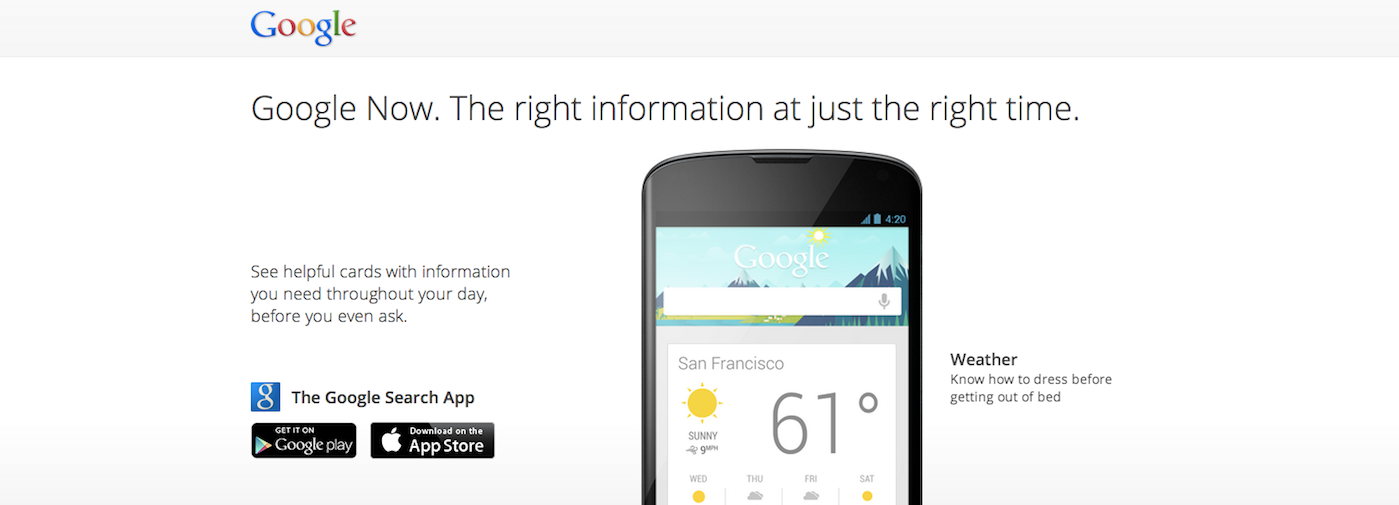 Google
Google Now. The right information at just the right time.
See helpful cards with information
you need throughout your day,
before you even ask.
g The Google Search App
GET IT ON
Google play
Download on the
App Store
4:20
Google
San Francisco
61°
SUNNY
9MPH
WED THU FRI SAT
Weather
Know how to dress before
getting out of bed